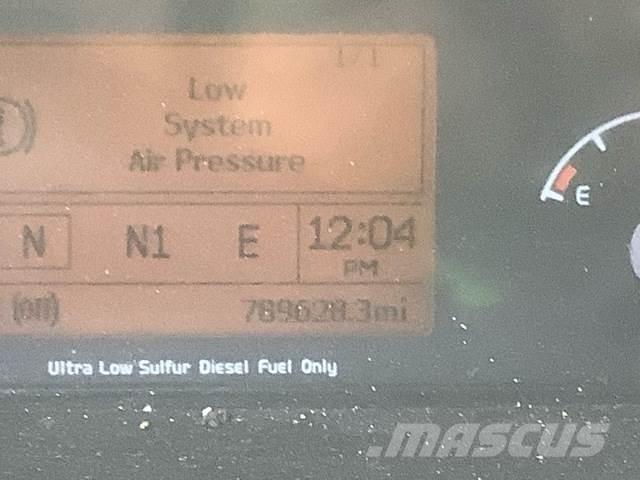 1/1
Low
System
Air Pressure
N N1 E 12:04
PM
(off) 789628.3mi
E
Ultra Low Sulfur Diesel Fuel Only
.mascus